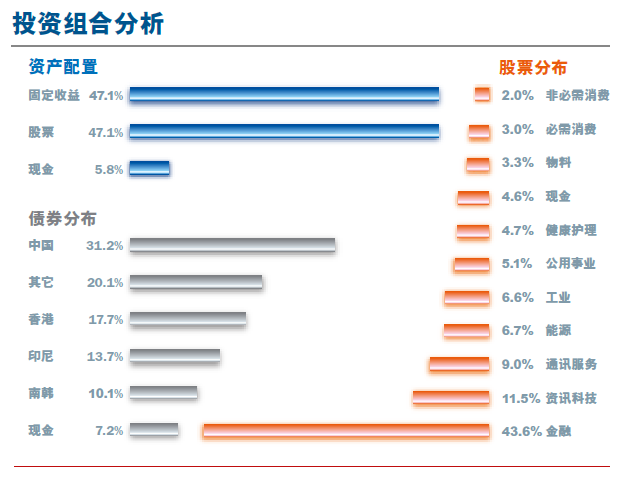 投资组合分析
资产配置
固定收益 47.1%
股票 47.1%
现金 5.8%
债券分布
中国 31.2%
其它 20.1%
香港 17.7%
印尼 13.7%
南韩 10.1%
现金 7.2%
股票分布
2.0% 非必需消费
3.0% 必需消费
3.3% 物料
4.6% 现金
4.7% 健康护理
5.1% 公用事业
6.6% 工业
6.7% 能源
9.0% 通讯服务
11.5% 资讯科技
43.6% 金融